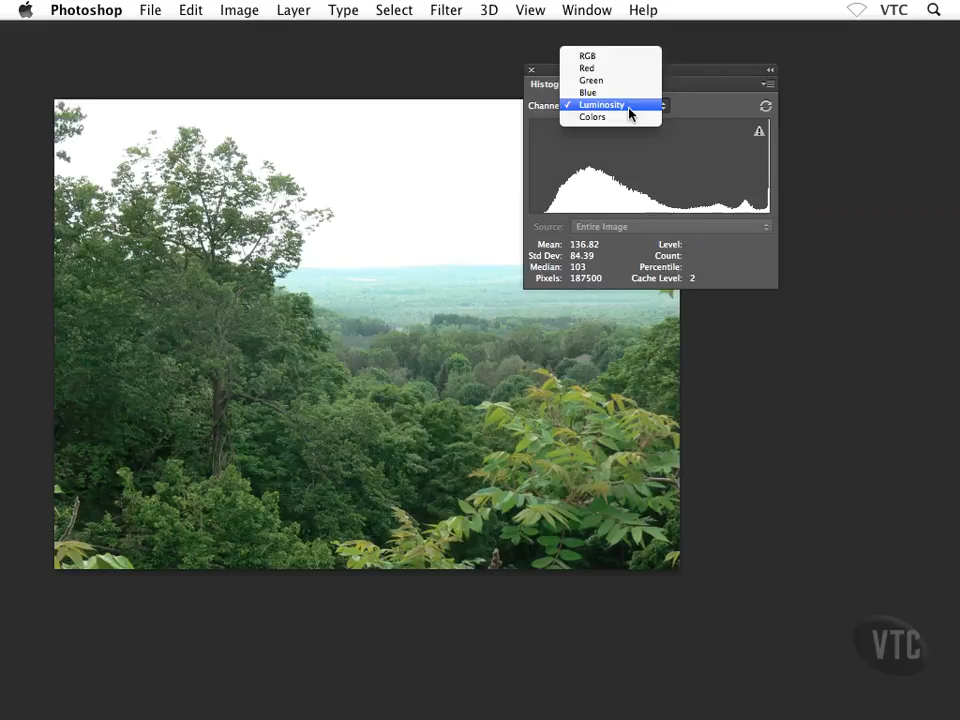 Photoshop File Edit Image Layer Type Select Filter 3D View Window Help VTC
RGB
Red
Histog
Green
Blue
Channe
✓ Luminosity
Colors
Source: Entire Image
Mean: 136.82 Level:
Std Dev: 84.39 Count:
Median: 103 Percentile:
Pixels: 187500 Cache Level: 2
VTC